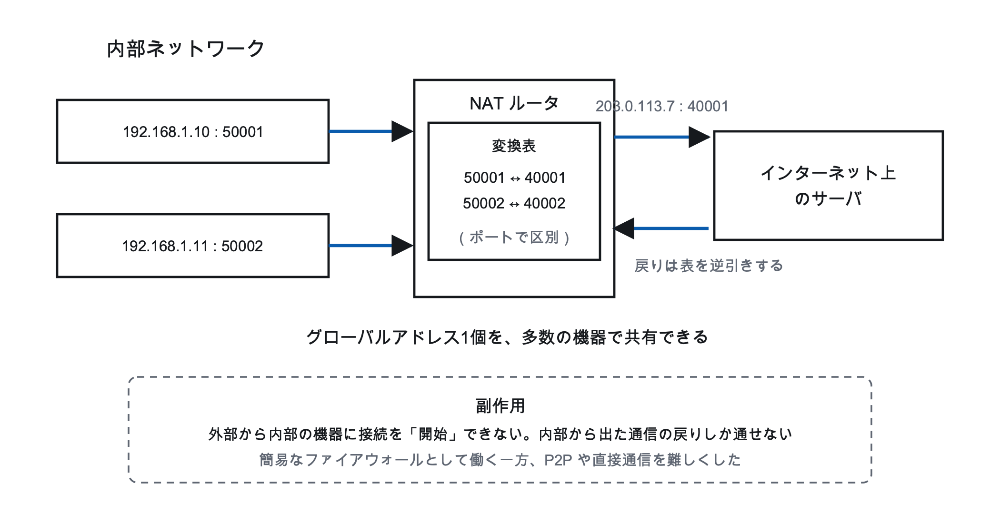 内部ネットワーク
192.168.1.10 : 50001
192.168.1.11 : 50002
NAT ルータ
変換表
50001 ↔ 40001
50002 ↔ 40002
( ポートで区別 )
203.0.113.7 : 40001
インターネット上
のサーバ
戻りは表を逆引きする
グローバルアドレス1個を、多数の機器で共有できる
副作用
外部から内部の機器に接続を「開始」できない。内部から出た通信の戻りしか通せない
簡易なファイアウォールとして働く一方、P2P や直接通信を難しくした